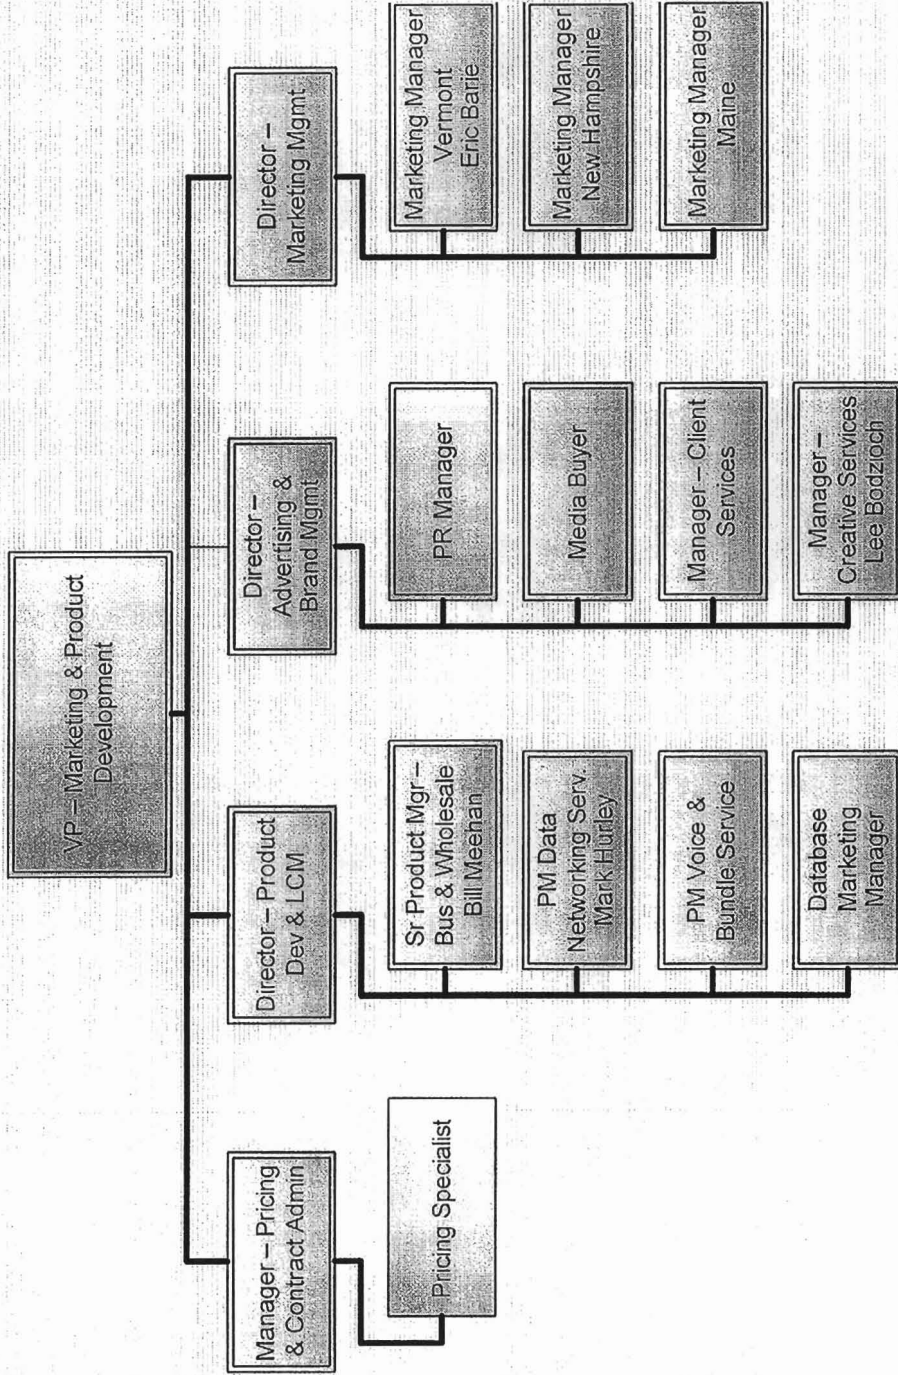 VP – Marketing & Product
Development
Manager – Pricing
& Contract Admin
Director – Product
Dev & LCM
Director –
Advertising &
Brand Mgmt
Director –
Marketing Mgmt
Pricing Specialist
Sr Product Mgr –
Bus & Wholesale
Bill Meehan
PM Data
Networking Serv.
Mark Hurley
PM Voice &
Bundle Service
Database
Marketing
Manager
PR Manager
Media Buyer
Manager – Client
Services
Manager –
Creative Services
Lee Bodzioch
Marketing Manager
Vermont
Eric Barie
Marketing Manager
New Hampshire
Marketing Manager
Maine